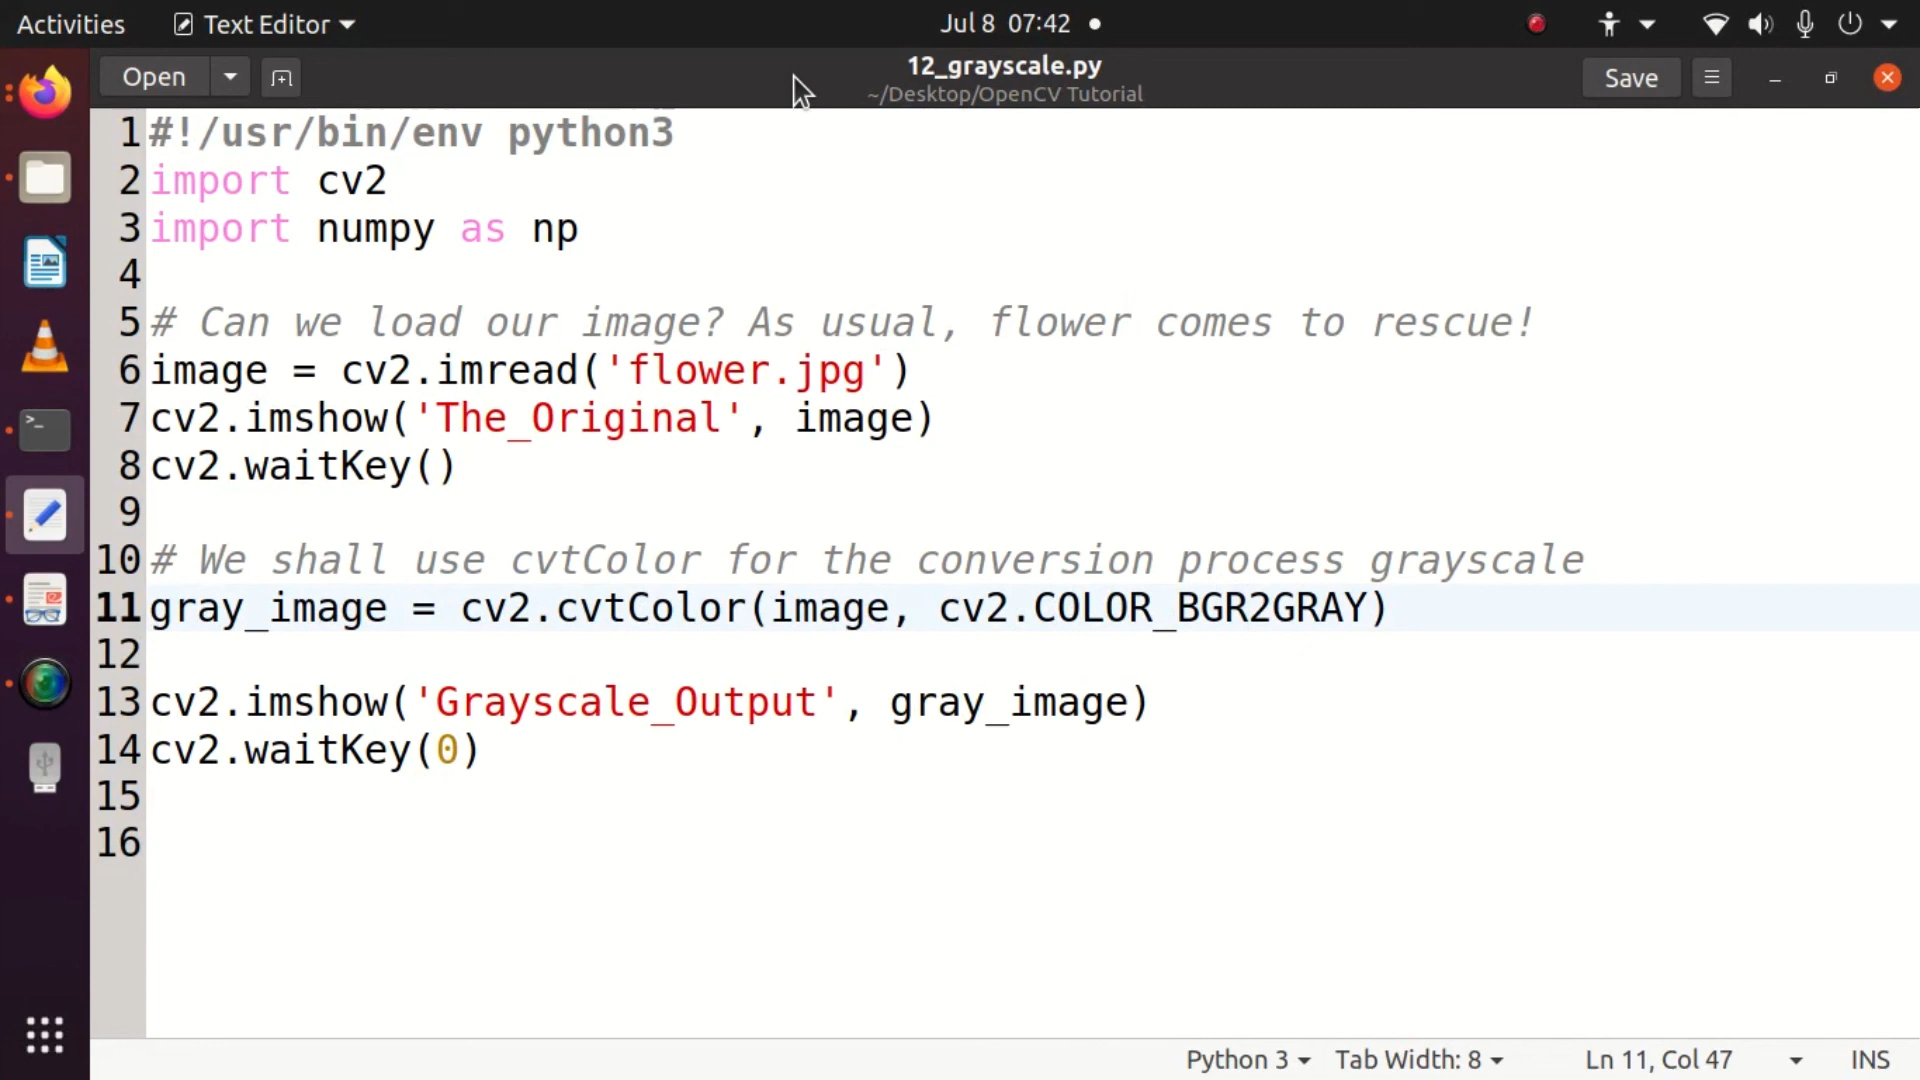 Activities
Text Editor
Jul 8 07:42
Open
12_grayscale.py
~/Desktop/OpenCV Tutorial
Save
1 #!/usr/bin/env python3
2 import cv2
3 import numpy as np
4
5 # Can we load our image? As usual, flower comes to rescue!
6 image = cv2.imread('flower.jpg')
7 cv2.imshow('The_Original', image)
8 cv2.waitKey()
9
10 # We shall use cvtColor for the conversion process grayscale
11 gray_image = cv2.cvtColor(image, cv2.COLOR_BGR2GRAY)
12
13 cv2.imshow('Grayscale_Output', gray_image)
14 cv2.waitKey(0)
15
16
Python 3
Tab Width: 8
Ln 11, Col 47
INS